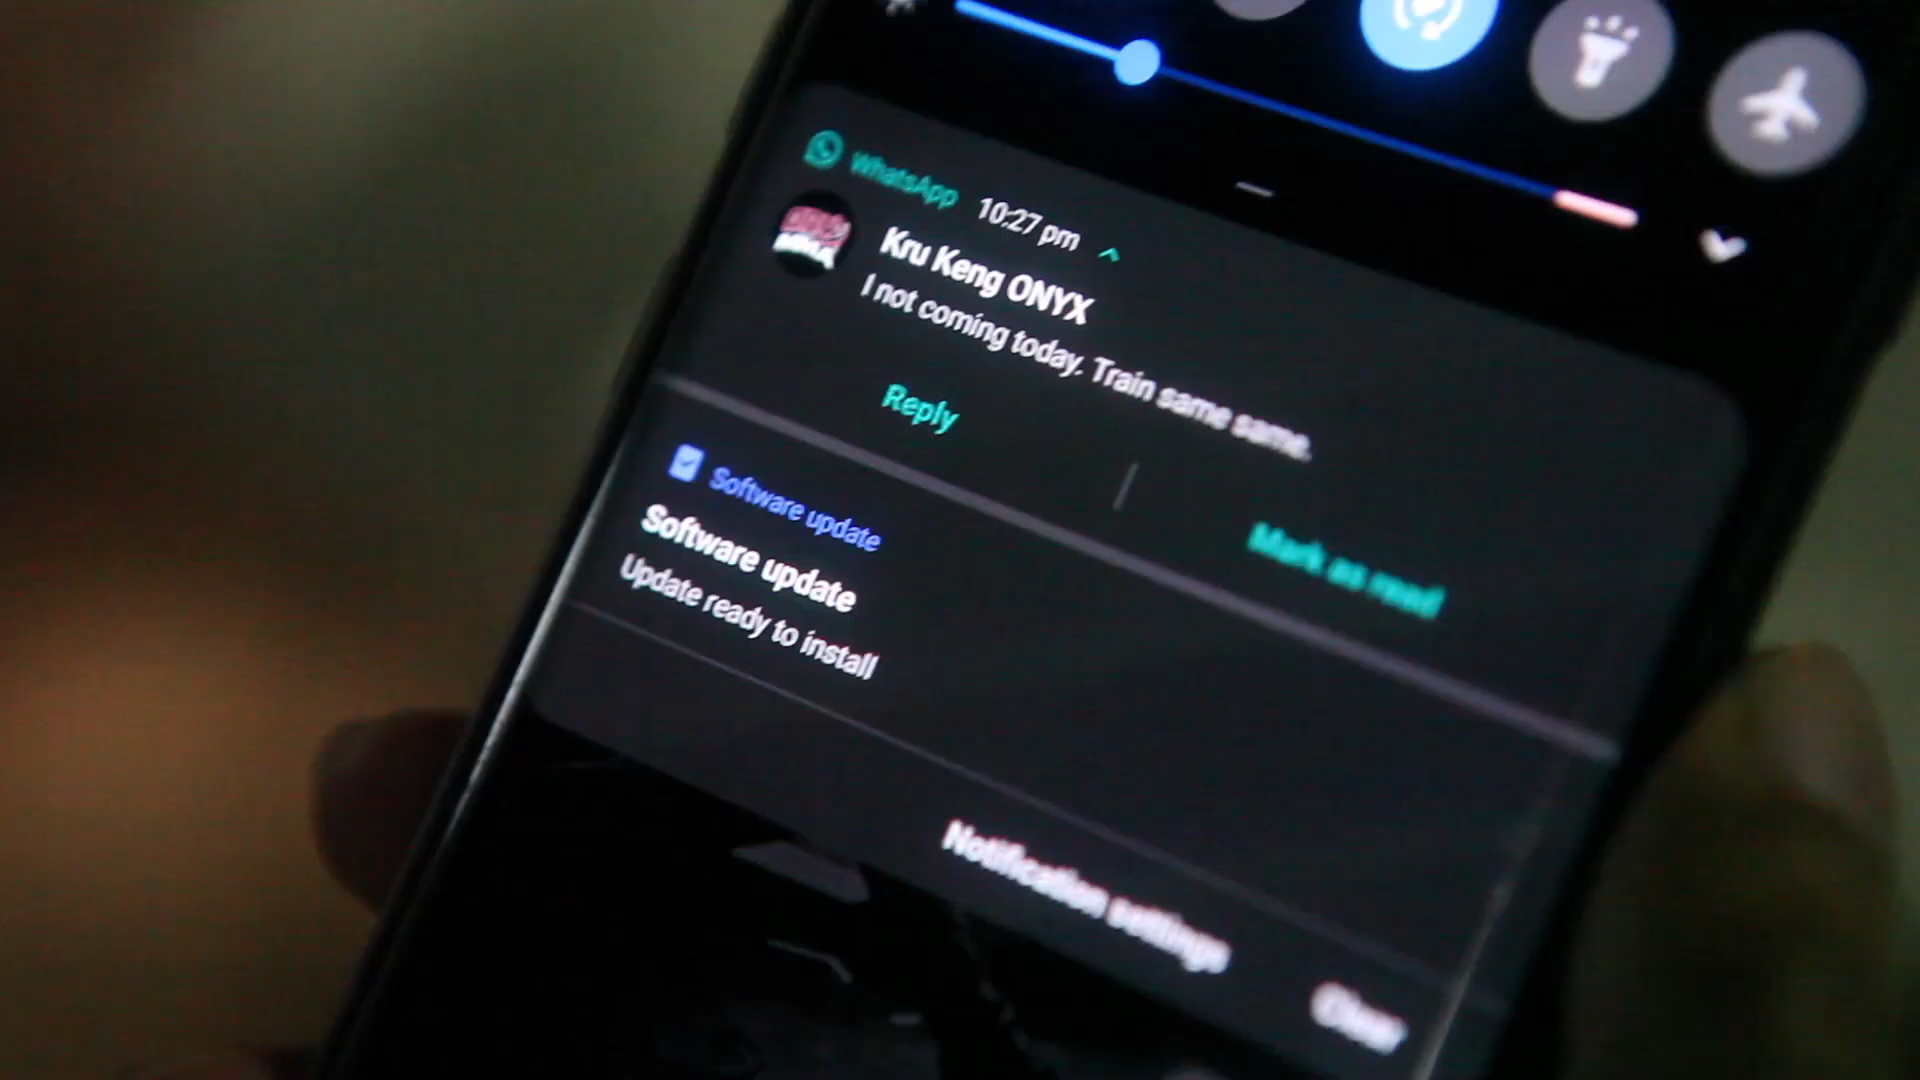 WhatsApp 10:27 pm
Kru Keng ONYX
I not coming today. Train same same.
Reply
Mark as read
Software update
Software update
Update ready to install
Notification settings
Clear